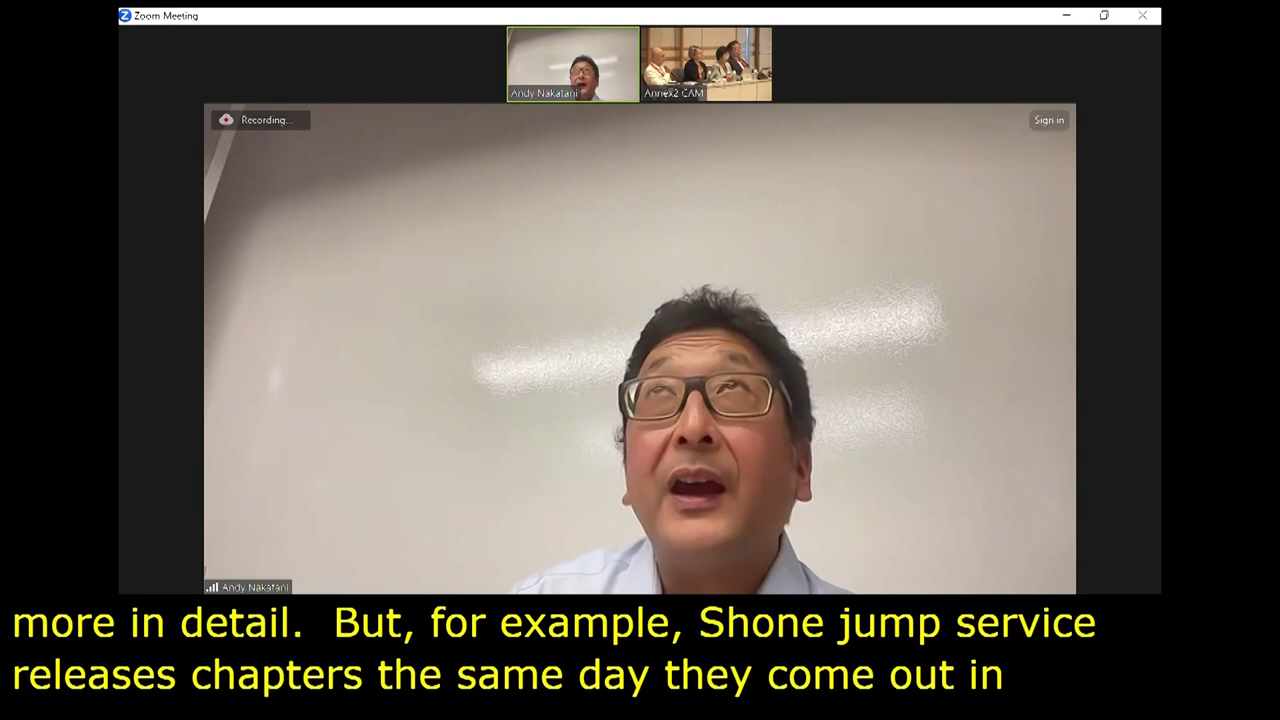 Zoom Meeting
Andy Nakatani
Annex2 CAM
Recording...
Sign in
Andy Nakatani
more in detail.  But, for example, Shone jump service
releases chapters the same day they come out in